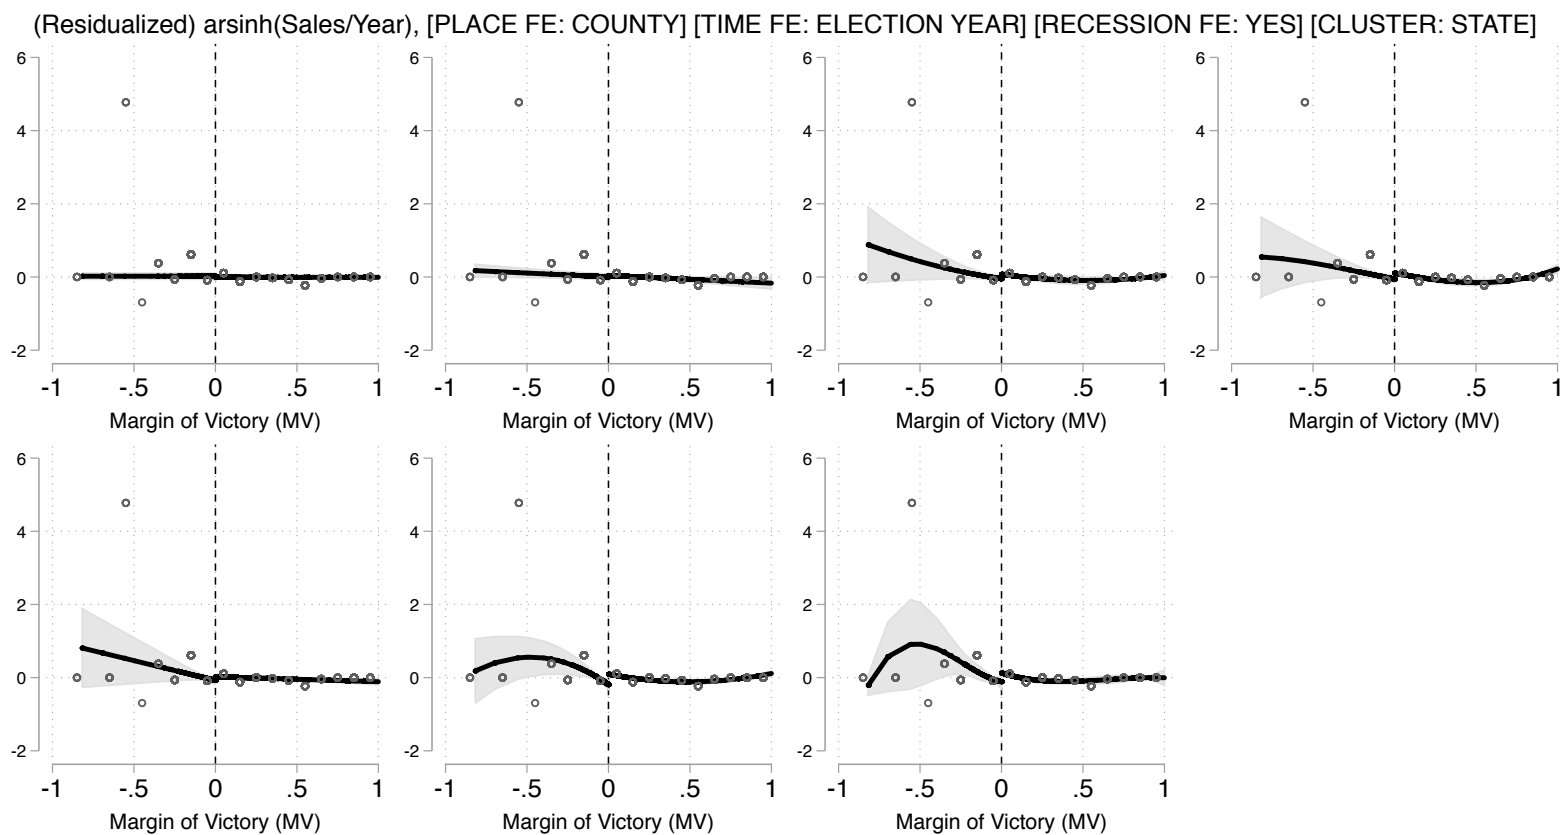 (Residualized) arsinh(Sales/Year), [PLACE FE: COUNTY] [TIME FE: ELECTION YEAR] [RECESSION FE: YES] [CLUSTER: STATE]
6
4
2
0
-2
-1 -.5 0 .5 1
Margin of Victory (MV)
6
4
2
0
-2
-1 -.5 0 .5 1
Margin of Victory (MV)
6
4
2
0
-2
-1 -.5 0 .5 1
Margin of Victory (MV)
6
4
2
0
-2
-1 -.5 0 .5 1
Margin of Victory (MV)
6
4
2
0
-2
-1 -.5 0 .5 1
Margin of Victory (MV)
6
4
2
0
-2
-1 -.5 0 .5 1
Margin of Victory (MV)
6
4
2
0
-2
-1 -.5 0 .5 1
Margin of Victory (MV)